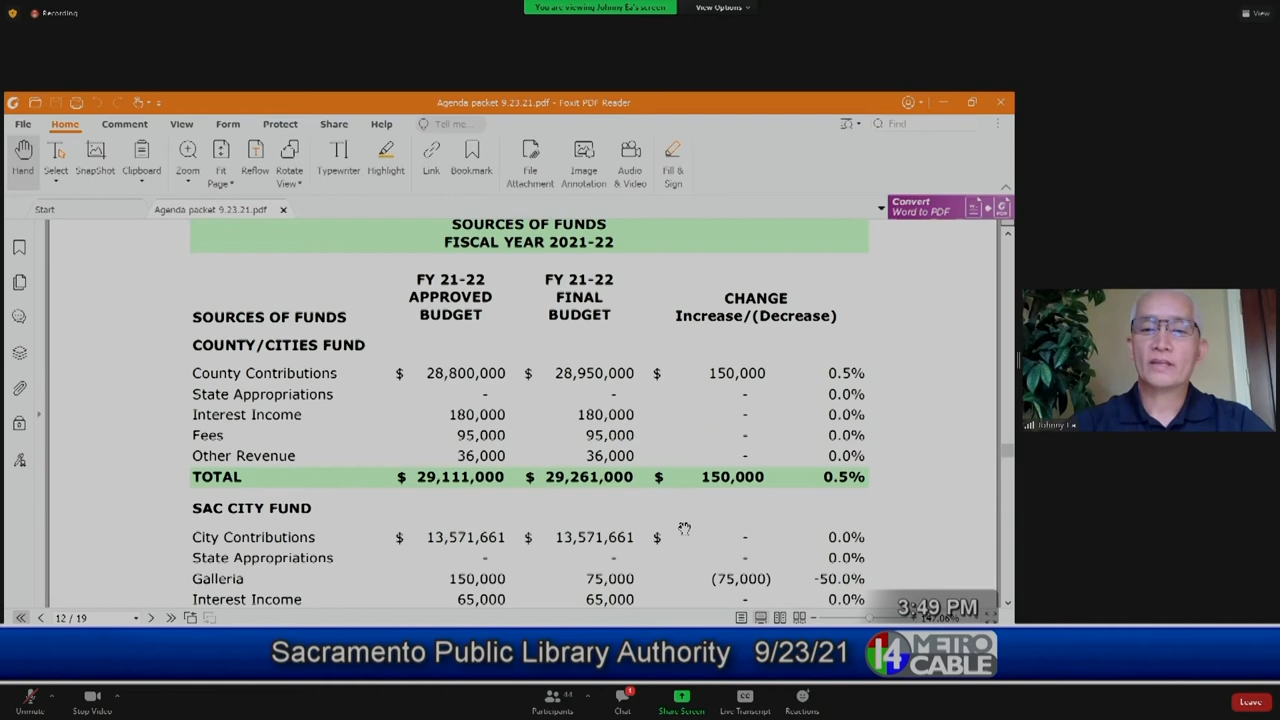 Recording
You are viewing Johnny Ea's screen
View Options
View
Agenda packet 9.23.21.pdf - Foxit PDF Reader
File Home Comment View Form Protect Share Help Tell me... Find
Hand Select SnapShot Clipboard Zoom Fit Page Reflow Rotate View Typewriter Highlight Link Bookmark File Attachment Image Annotation Audio & Video Fill & Sign
Start Agenda packet 9.23.21.pdf
Convert Word to PDF
SOURCES OF FUNDS
FISCAL YEAR 2021-22
FY 21-22 APPROVED BUDGET
FY 21-22 FINAL BUDGET
CHANGE Increase/(Decrease)
SOURCES OF FUNDS
COUNTY/CITIES FUND
County Contributions $ 28,800,000 $ 28,950,000 $ 150,000 0.5%
State Appropriations - - - 0.0%
Interest Income 180,000 180,000 - 0.0%
Fees 95,000 95,000 - 0.0%
Other Revenue 36,000 36,000 - 0.0%
TOTAL $ 29,111,000 $ 29,261,000 $ 150,000 0.5%
SAC CITY FUND
City Contributions $ 13,571,661 $ 13,571,661 $ - 0.0%
State Appropriations - - - 0.0%
Galleria 150,000 75,000 (75,000) -50.0%
Interest Income 65,000 65,000 - 0.0%
Johnny Ea
12 / 19
147.06%
3:49 PM
Sacramento Public Library Authority 9/23/21
14 METRO CABLE
Unmute Stop Video Participants 44 Chat 1 Share Screen CC Live Transcript Reactions Leave